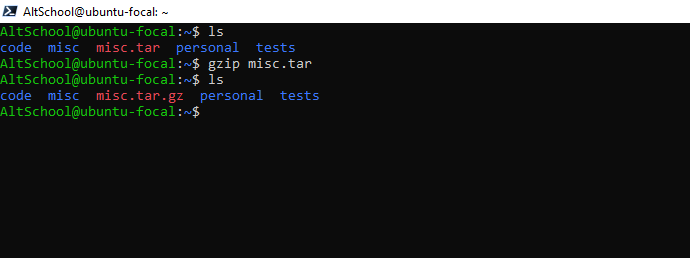 AltSchool@ubuntu-focal: ~
AltSchool@ubuntu-focal:~$ ls
code  misc  misc.tar  personal  tests
AltSchool@ubuntu-focal:~$ gzip misc.tar
AltSchool@ubuntu-focal:~$ ls
code  misc  misc.tar.gz  personal  tests
AltSchool@ubuntu-focal:~$